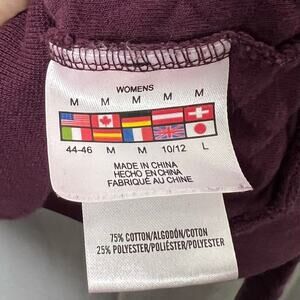 WOMENS
M M M M M
44-46 M M 10/12 L
MADE IN CHINA
HECHO EN CHINA
FABRIQUÉ AU CHINE
75% COTTON/ALGODÓN/COTON
25% POLYESTER/POLIÉSTER/POLYESTER